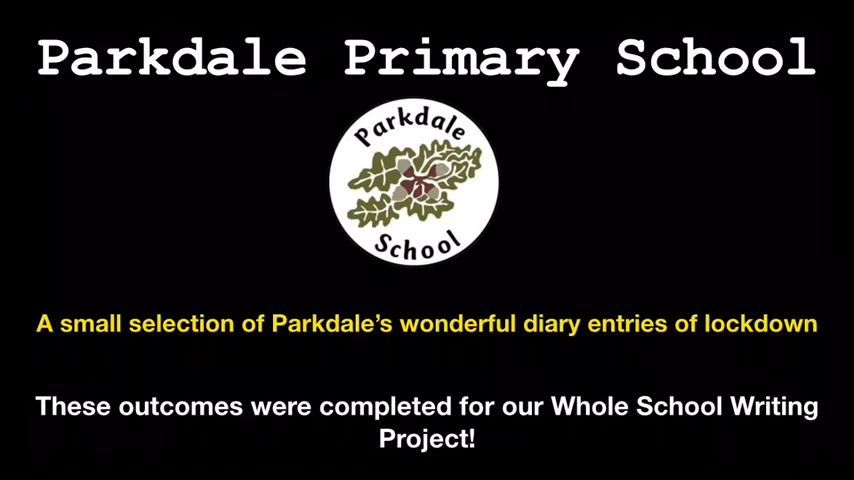 Parkdale Primary School
Parkdale
School
A small selection of Parkdale’s wonderful diary entries of lockdown
These outcomes were completed for our Whole School Writing
Project!